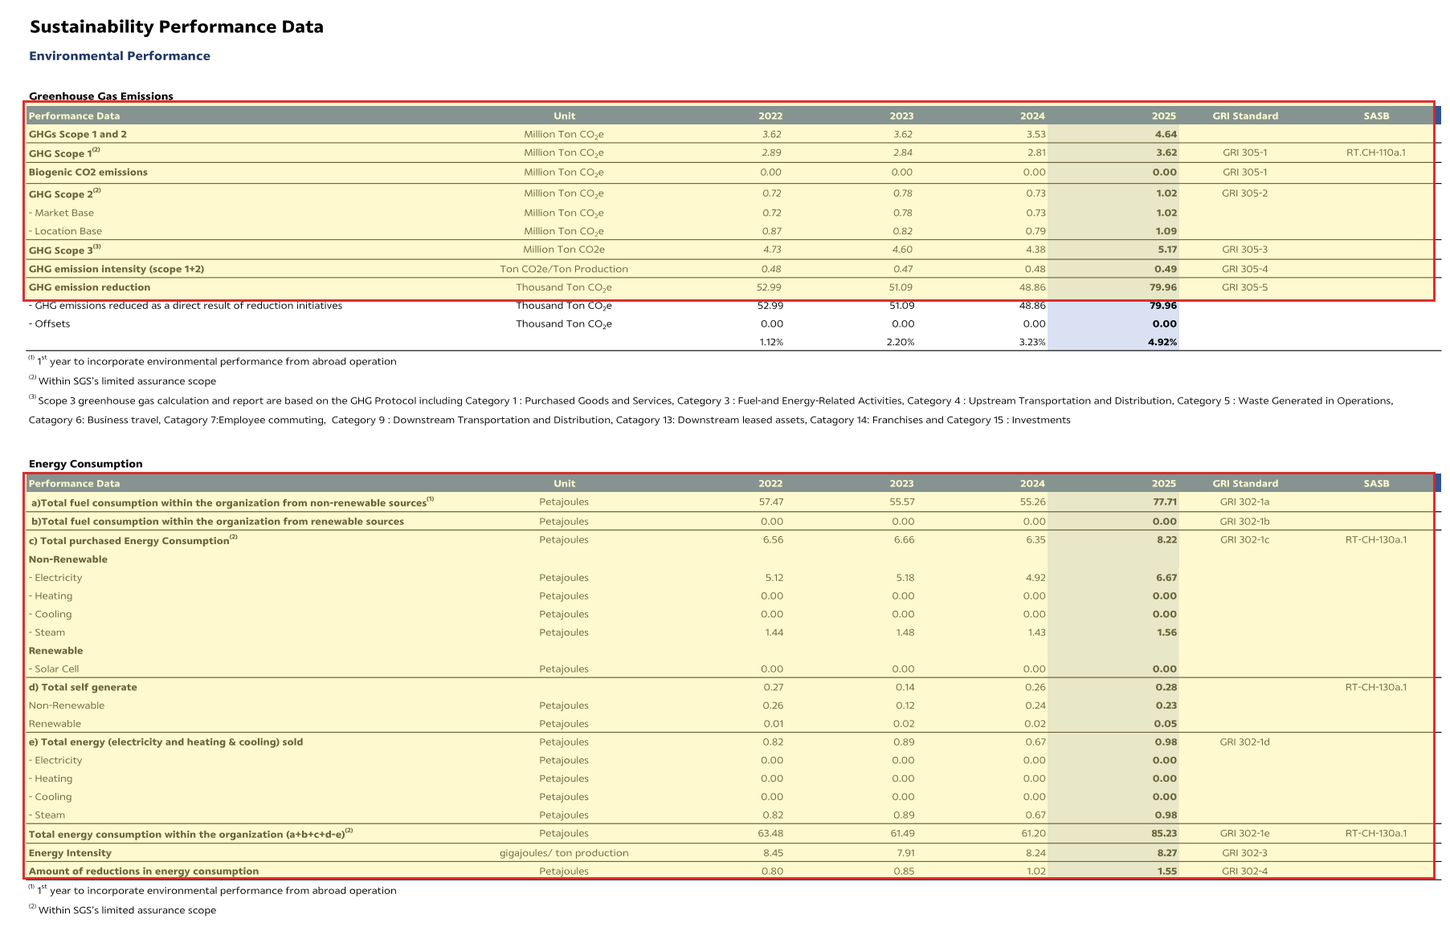 Sustainability Performance Data
Environmental Performance
Greenhouse Gas Emissions
Performance Data Unit 2022 2023 2024 2025 GRI Standard SASB
GHGs Scope 1 and 2 Million Ton CO₂e 3.62 3.62 3.53 4.64
GHG Scope 1⁽²⁾ Million Ton CO₂e 2.89 2.84 2.81 3.62 GRI 305-1 RT.CH-110a.1
Biogenic CO2 emissions Million Ton CO₂e 0.00 0.00 0.00 0.00 GRI 305-1
GHG Scope 2⁽²⁾ Million Ton CO₂e 0.72 0.78 0.73 1.02 GRI 305-2
- Market Base Million Ton CO₂e 0.72 0.78 0.73 1.02
- Location Base Million Ton CO₂e 0.87 0.82 0.79 1.09
GHG Scope 3⁽³⁾ Million Ton CO2e 4.73 4.60 4.38 5.17 GRI 305-3
GHG emission intensity (scope 1+2) Ton CO2e/Ton Production 0.48 0.47 0.48 0.49 GRI 305-4
GHG emission reduction Thousand Ton CO₂e 52.99 51.09 48.86 79.96 GRI 305-5
- GHG emissions reduced as a direct result of reduction initiatives Thousand Ton CO₂e 52.99 51.09 48.86 79.96
- Offsets Thousand Ton CO₂e 0.00 0.00 0.00 0.00
1.12% 2.20% 3.23% 4.92%
⁽¹⁾ 1ˢᵗ year to incorporate environmental performance from abroad operation
⁽²⁾ Within SGS's limited assurance scope
⁽³⁾ Scope 3 greenhouse gas calculation and report are based on the GHG Protocol including Category 1 : Purchased Goods and Services, Category 3 : Fuel-and Energy-Related Activities, Category 4 : Upstream Transportation and Distribution, Category 5 : Waste Generated in Operations,
Catagory 6: Business travel, Catagory 7:Employee commuting, Category 9 : Downstream Transportation and Distribution, Catagory 13: Downstream leased assets, Catagory 14: Franchises and Category 15 : Investments
Energy Consumption
Performance Data Unit 2022 2023 2024 2025 GRI Standard SASB
a)Total fuel consumption within the organization from non-renewable sources⁽¹⁾ Petajoules 57.47 55.57 55.26 77.71 GRI 302-1a
b)Total fuel consumption within the organization from renewable sources Petajoules 0.00 0.00 0.00 0.00 GRI 302-1b
c) Total purchased Energy Consumption⁽²⁾ Petajoules 6.56 6.66 6.35 8.22 GRI 302-1c RT-CH-130a.1
Non-Renewable
- Electricity Petajoules 5.12 5.18 4.92 6.67
- Heating Petajoules 0.00 0.00 0.00 0.00
- Cooling Petajoules 0.00 0.00 0.00 0.00
- Steam Petajoules 1.44 1.48 1.43 1.56
Renewable
- Solar Cell Petajoules 0.00 0.00 0.00 0.00
d) Total self generate 0.27 0.14 0.26 0.28 RT-CH-130a.1
Non-Renewable Petajoules 0.26 0.12 0.24 0.23
Renewable Petajoules 0.01 0.02 0.02 0.05
e) Total energy (electricity and heating & cooling) sold Petajoules 0.82 0.89 0.67 0.98 GRI 302-1d
- Electricity Petajoules 0.00 0.00 0.00 0.00
- Heating Petajoules 0.00 0.00 0.00 0.00
- Cooling Petajoules 0.00 0.00 0.00 0.00
- Steam Petajoules 0.82 0.89 0.67 0.98
Total energy consumption within the organization (a+b+c+d-e)⁽²⁾ Petajoules 63.48 61.49 61.20 85.23 GRI 302-1e RT-CH-130a.1
Energy Intensity gigajoules/ ton production 8.45 7.91 8.24 8.27 GRI 302-3
Amount of reductions in energy consumption Petajoules 0.80 0.85 1.02 1.55 GRI 302-4
⁽¹⁾ 1ˢᵗ year to incorporate environmental performance from abroad operation
⁽²⁾ Within SGS's limited assurance scope